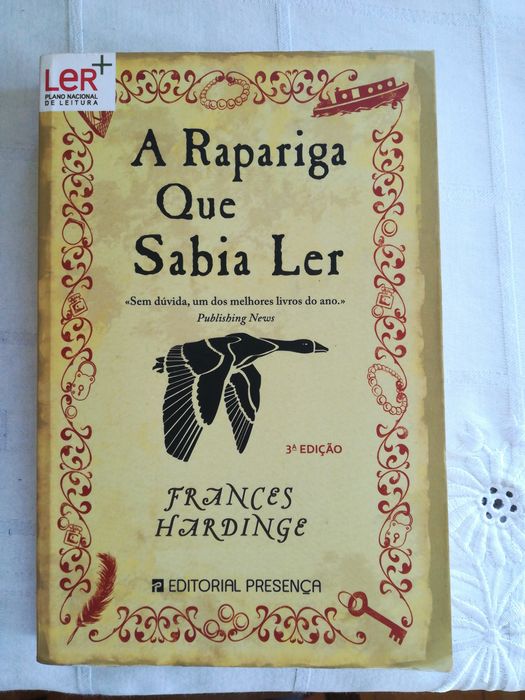 LeR+
PLANO NACIONAL
DE LEITURA
A Rapariga
Que
Sabia Ler
«Sem dúvida, um dos melhores livros do ano.»
Publishing News
3ª EDIÇÃO
FRANCES
HARDINGE
EDITORIAL PRESENÇA